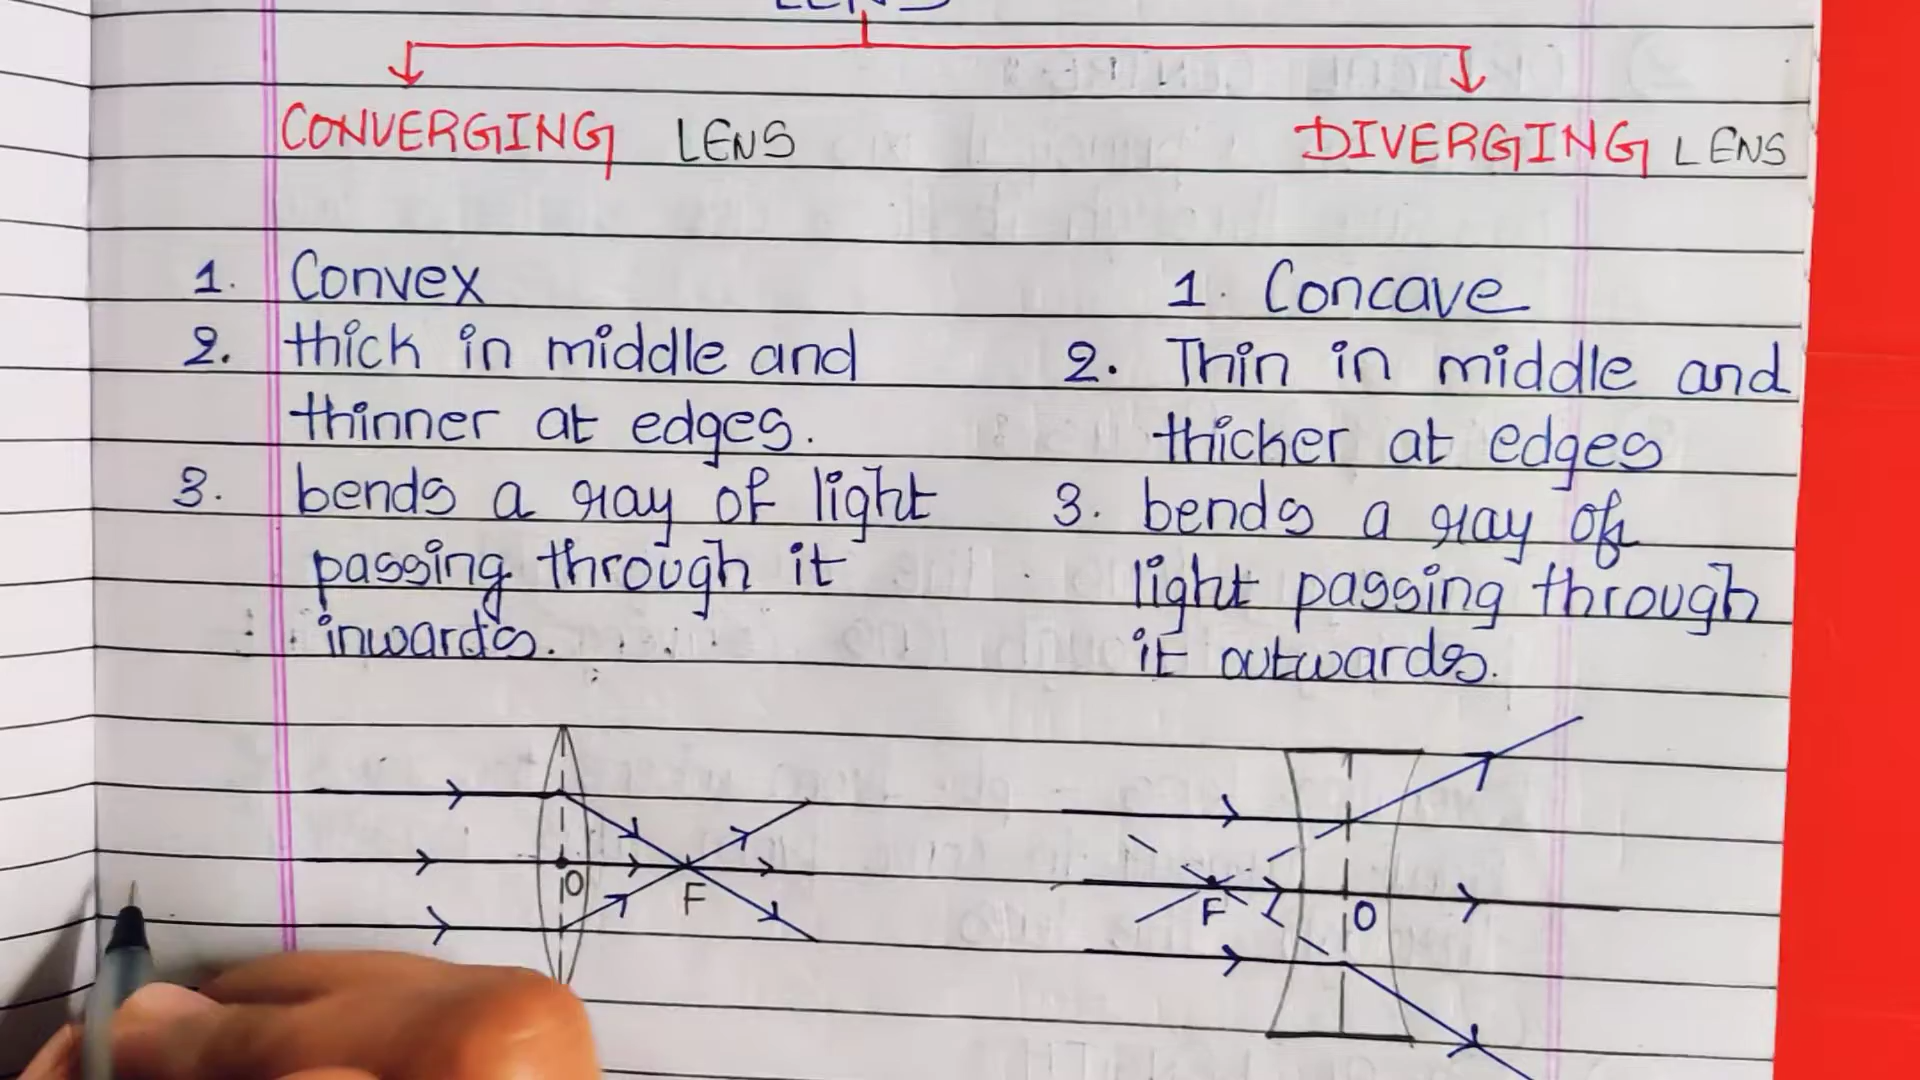 LENS
CONVERGING LENS
DIVERGING LENS
1. Convex
2. thick in middle and
thinner at edges.
3. bends a ray of light
passing through it
inwards.
1. Concave
2. Thin in middle and
thicker at edges
3. bends a ray of
light passing through
it outwards.
O
F
F
O